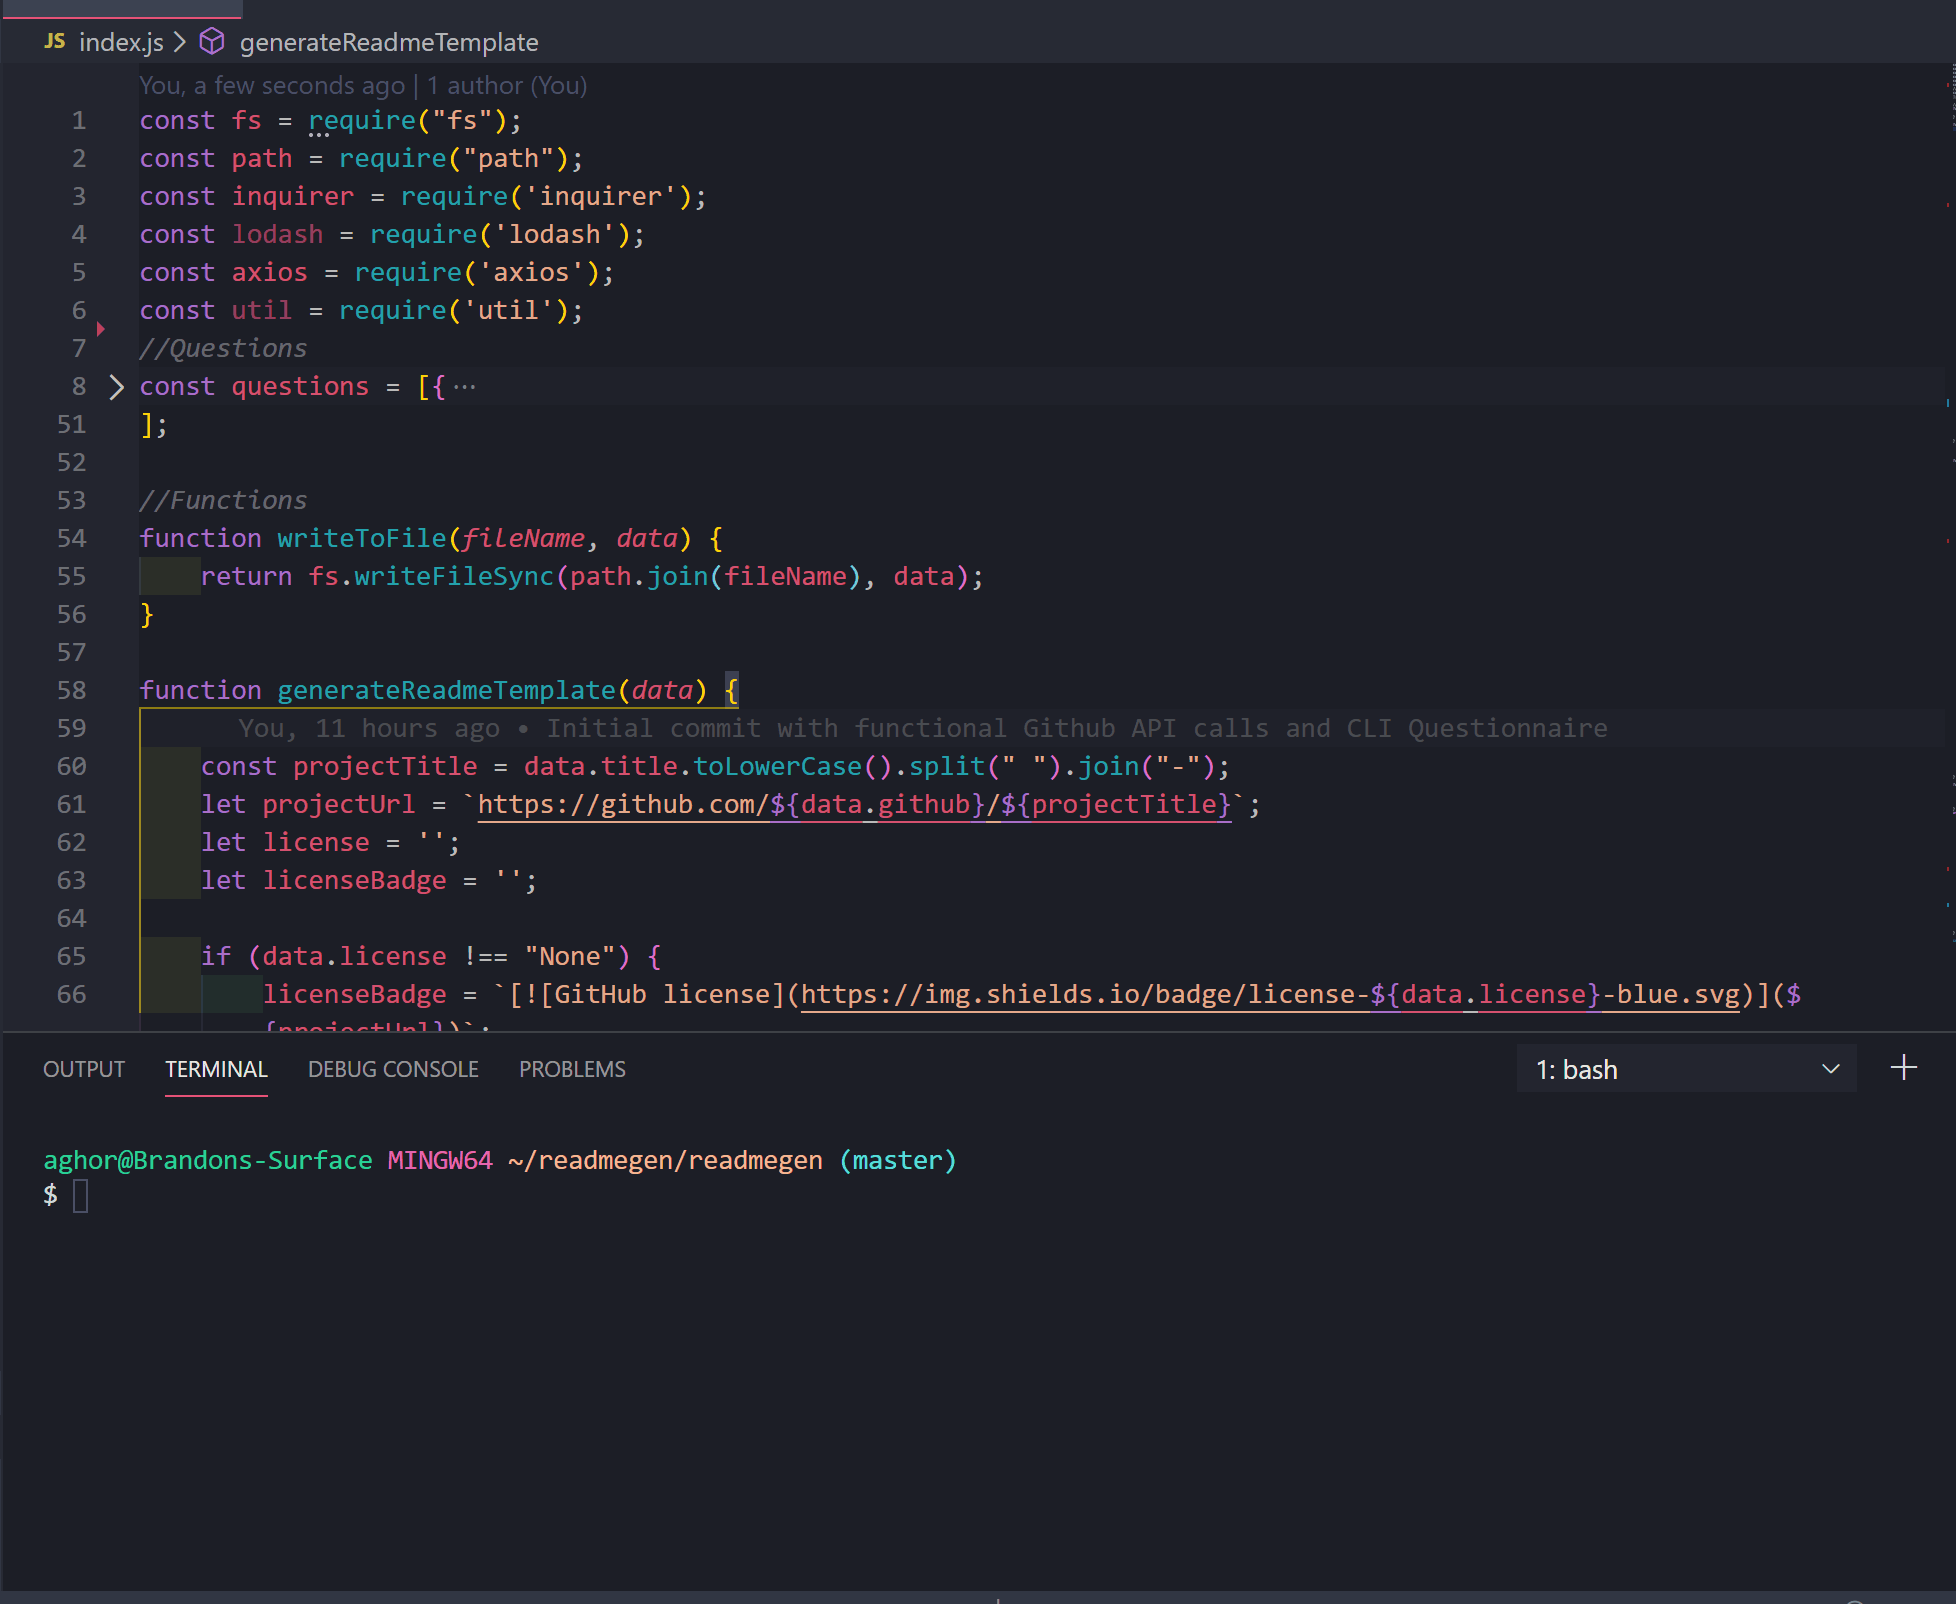 JS index.js > generateReadmeTemplate
You, a few seconds ago | 1 author (You)
1 const fs = require("fs");
2 const path = require("path");
3 const inquirer = require('inquirer');
4 const lodash = require('lodash');
5 const axios = require('axios');
6 const util = require('util');
7 //Questions
8 const questions = [{ ···
51 ];
52
53 //Functions
54 function writeToFile(fileName, data) {
55 return fs.writeFileSync(path.join(fileName), data);
56 }
57
58 function generateReadmeTemplate(data) {
59 You, 11 hours ago • Initial commit with functional Github API calls and CLI Questionnaire
60 const projectTitle = data.title.toLowerCase().split(" ").join("-");
61 let projectUrl = `https://github.com/${data.github}/${projectTitle}`;
62 let license = '';
63 let licenseBadge = '';
64
65 if (data.license !== "None") {
66 licenseBadge = `[![GitHub license](https://img.shields.io/badge/license-${data.license}-blue.svg)]($
{projectUrl})`;
OUTPUT TERMINAL DEBUG CONSOLE PROBLEMS 1: bash
aghor@Brandons-Surface MINGW64 ~/readmegen/readmegen (master)
$